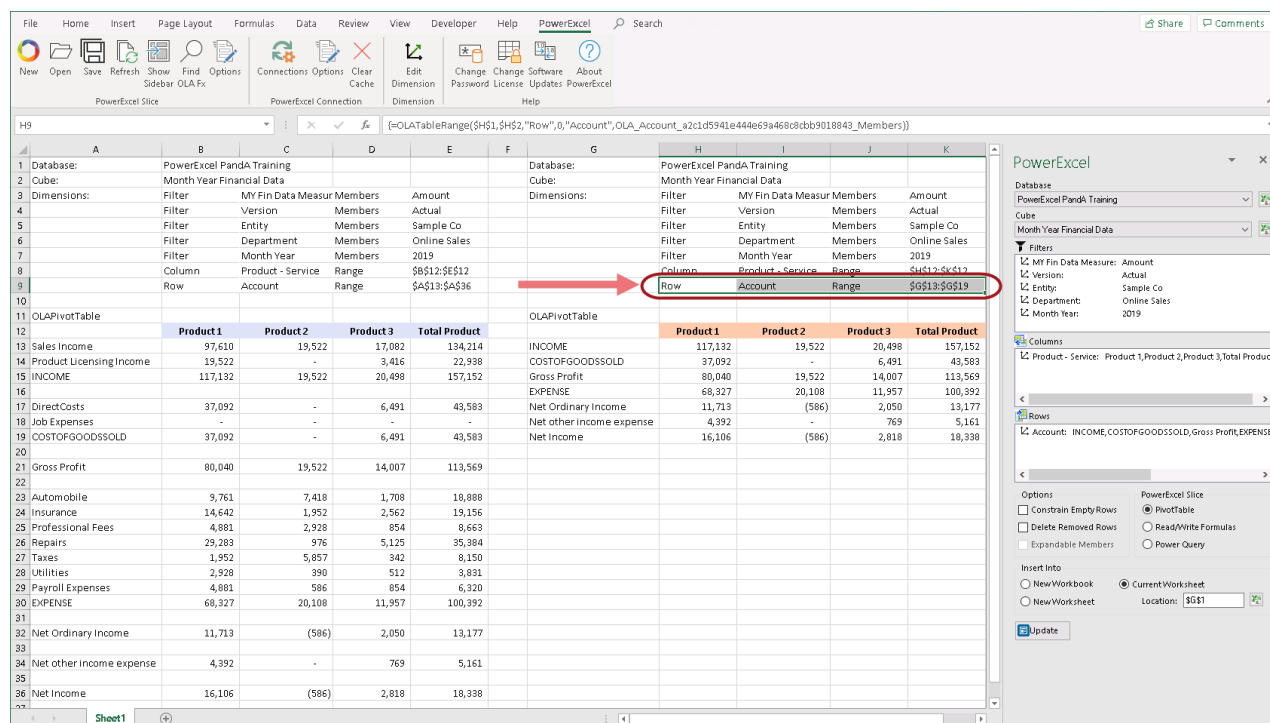 File Home Insert Page Layout Formulas Data Review View Developer Help PowerExcel Search Share Comments
New Open Save Refresh Show Sidebar Find OLA Fx Options Connections Options Clear Cache Edit Dimension Change Password Change License Software Updates About PowerExcel
PowerExcel Slice PowerExcel Connection Dimension Help
H9 fx {=OLATableRange($H$1,$H$2,"Row",0,"Account",OLA_Account_a2c1d5941e444e69a468c8cbb9018843_Members)}
A B C D E F G H I J K
1 Database: PowerExcel PandA Training Database: PowerExcel PandA Training
2 Cube: Month Year Financial Data Cube: Month Year Financial Data
3 Dimensions: Filter MY Fin Data Measur Members Amount Dimensions: Filter MY Fin Data Measur Members Amount
4 Filter Version Members Actual Filter Version Members Actual
5 Filter Entity Members Sample Co Filter Entity Members Sample Co
6 Filter Department Members Online Sales Filter Department Members Online Sales
7 Filter Month Year Members 2019 Filter Month Year Members 2019
8 Column Product - Service Range $B$12:$E$12 Column Product - Service Range $H$12:$K$12
9 Row Account Range $A$13:$A$36 Row Account Range $G$13:$G$19
10
11 OLAPivotTable OLAPivotTable
12 Product 1 Product 2 Product 3 Total Product Product 1 Product 2 Product 3 Total Product
13 Sales Income 97,610 19,522 17,082 134,214 INCOME 117,132 19,522 20,498 157,152
14 Product Licensing Income 19,522 - 3,416 22,938 COSTOFGOODSSOLD 37,092 - 6,491 43,583
15 INCOME 117,132 19,522 20,498 157,152 Gross Profit 80,040 19,522 14,007 113,569
16 EXPENSE 68,327 20,108 11,957 100,392
17 DirectCosts 37,092 - 6,491 43,583 Net Ordinary Income 11,713 (586) 2,050 13,177
18 Job Expenses - - - - Net other income expense 4,392 - 769 5,161
19 COSTOFGOODSSOLD 37,092 - 6,491 43,583 Net Income 16,106 (586) 2,818 18,338
20
21 Gross Profit 80,040 19,522 14,007 113,569
22
23 Automobile 9,761 7,418 1,708 18,888
24 Insurance 14,642 1,952 2,562 19,156
25 Professional Fees 4,881 2,928 854 8,663
26 Repairs 29,283 976 5,125 35,384
27 Taxes 1,952 5,857 342 8,150
28 Utilities 2,928 390 512 3,831
29 Payroll Expenses 4,881 586 854 6,320
30 EXPENSE 68,327 20,108 11,957 100,392
31
32 Net Ordinary Income 11,713 (586) 2,050 13,177
33
34 Net other income expense 4,392 - 769 5,161
35
36 Net Income 16,106 (586) 2,818 18,338
Sheet1
PowerExcel
Database
PowerExcel PandA Training
Cube
Month Year Financial Data
Filters
MY Fin Data Measure: Amount
Version: Actual
Entity: Sample Co
Department: Online Sales
Month Year: 2019
Columns
Product - Service: Product 1,Product 2,Product 3,Total Produc
Rows
Account: INCOME,COSTOFGOODSSOLD,Gross Profit,EXPENSE
Options PowerExcel Slice
Constrain Empty Rows PivotTable
Delete Removed Rows Read/Write Formulas
Expandable Members Power Query
Insert Into
New Workbook Current Worksheet
New Worksheet Location: $G$1
Update